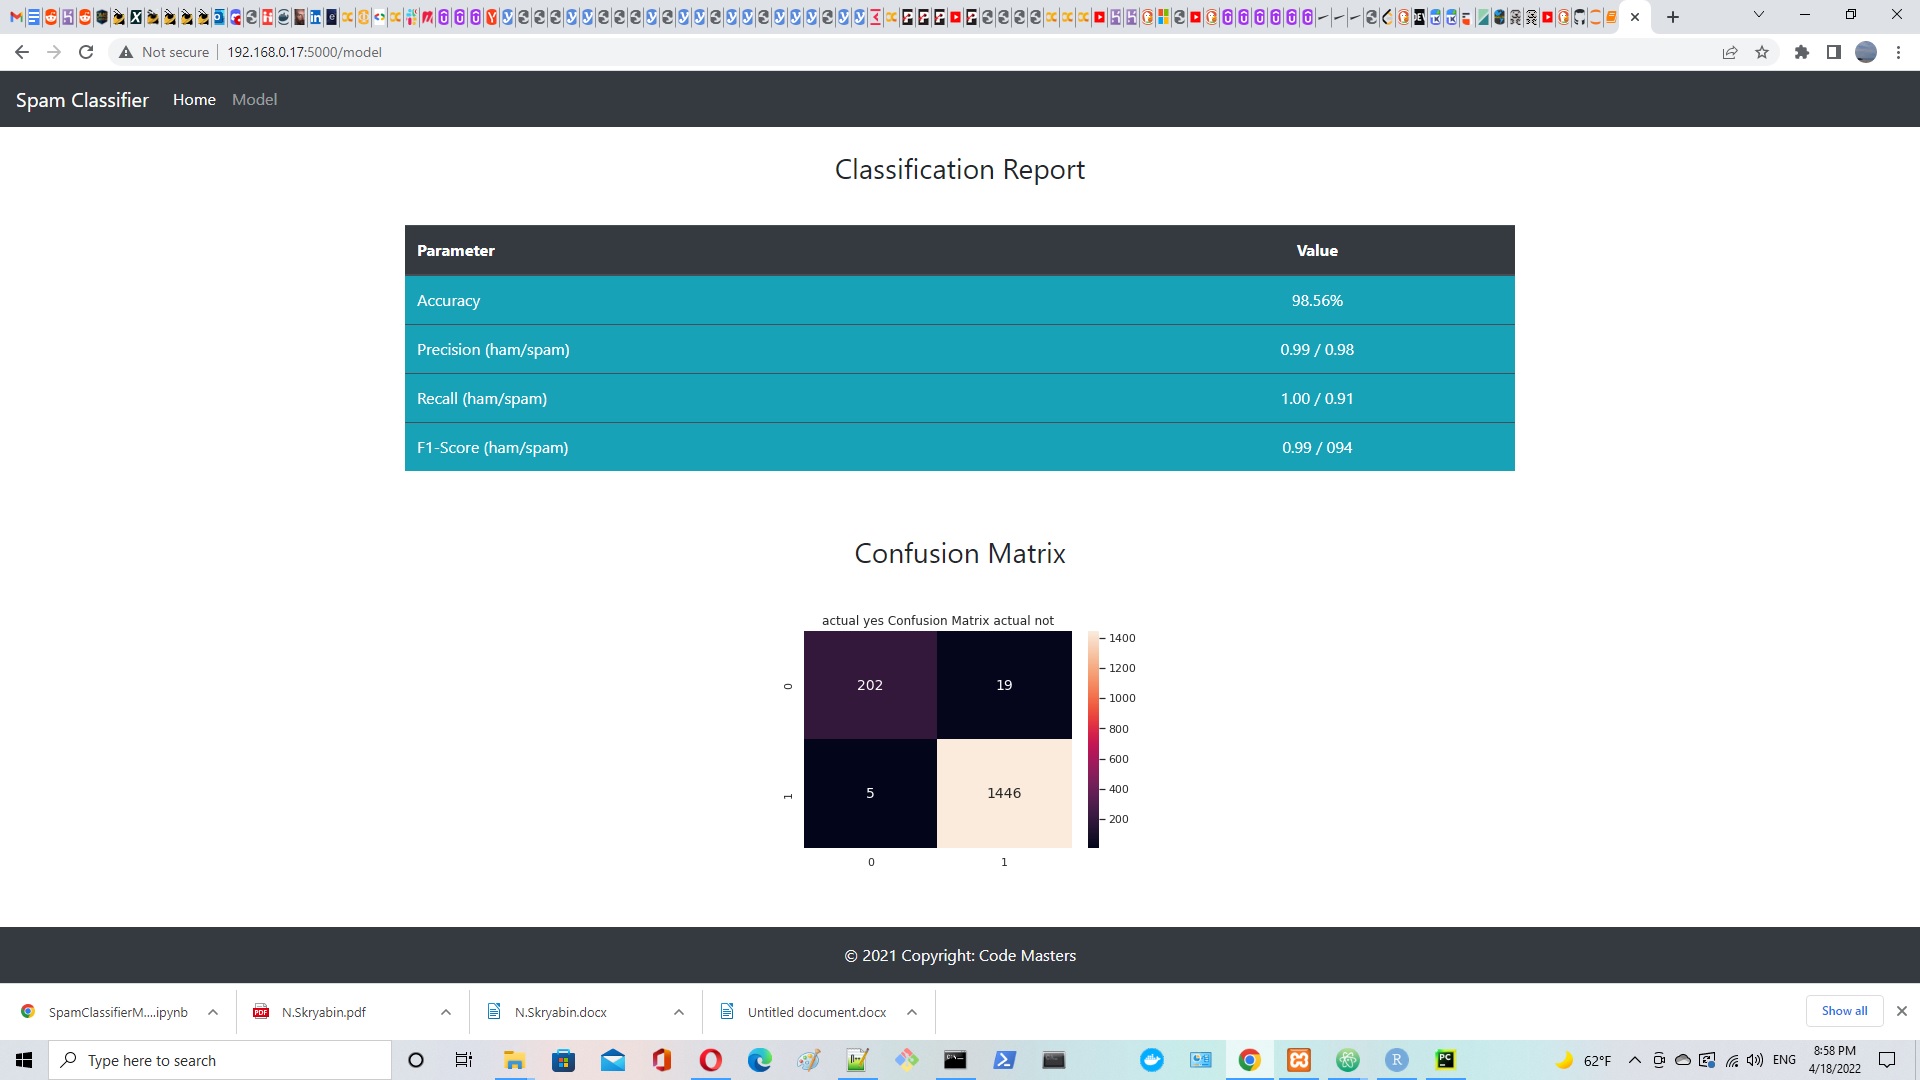 Not secure 192.168.0.17:5000/model
Spam Classifier Home Model
Classification Report
Parameter Value
Accuracy 98.56%
Precision (ham/spam) 0.99 / 0.98
Recall (ham/spam) 1.00 / 0.91
F1-Score (ham/spam) 0.99 / 094
Confusion Matrix
actual yes Confusion Matrix actual not
0 202 19
1 5 1446
0 1
1400
1200
1000
800
600
400
200
© 2021 Copyright: Code Masters
SpamClassifierM....ipynb N.Skryabin.pdf N.Skryabin.docx Untitled document.docx Show all
Type here to search
62°F ENG 8:58 PM
4/18/2022